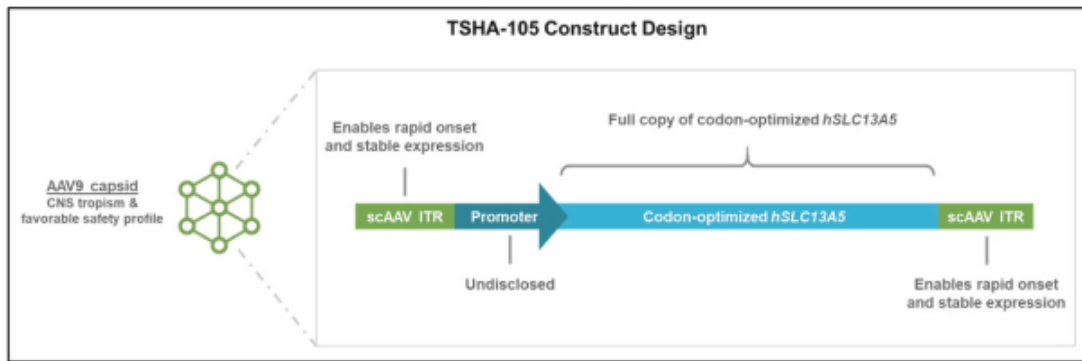 TSHA-105 Construct Design
AAV9 capsid
CNS tropism &
favorable safety profile
Enables rapid onset
and stable expression
Full copy of codon-optimized hSLC13A5
scAAV ITR
Promoter
Codon-optimized hSLC13A5
scAAV ITR
Undisclosed
Enables rapid onset
and stable expression